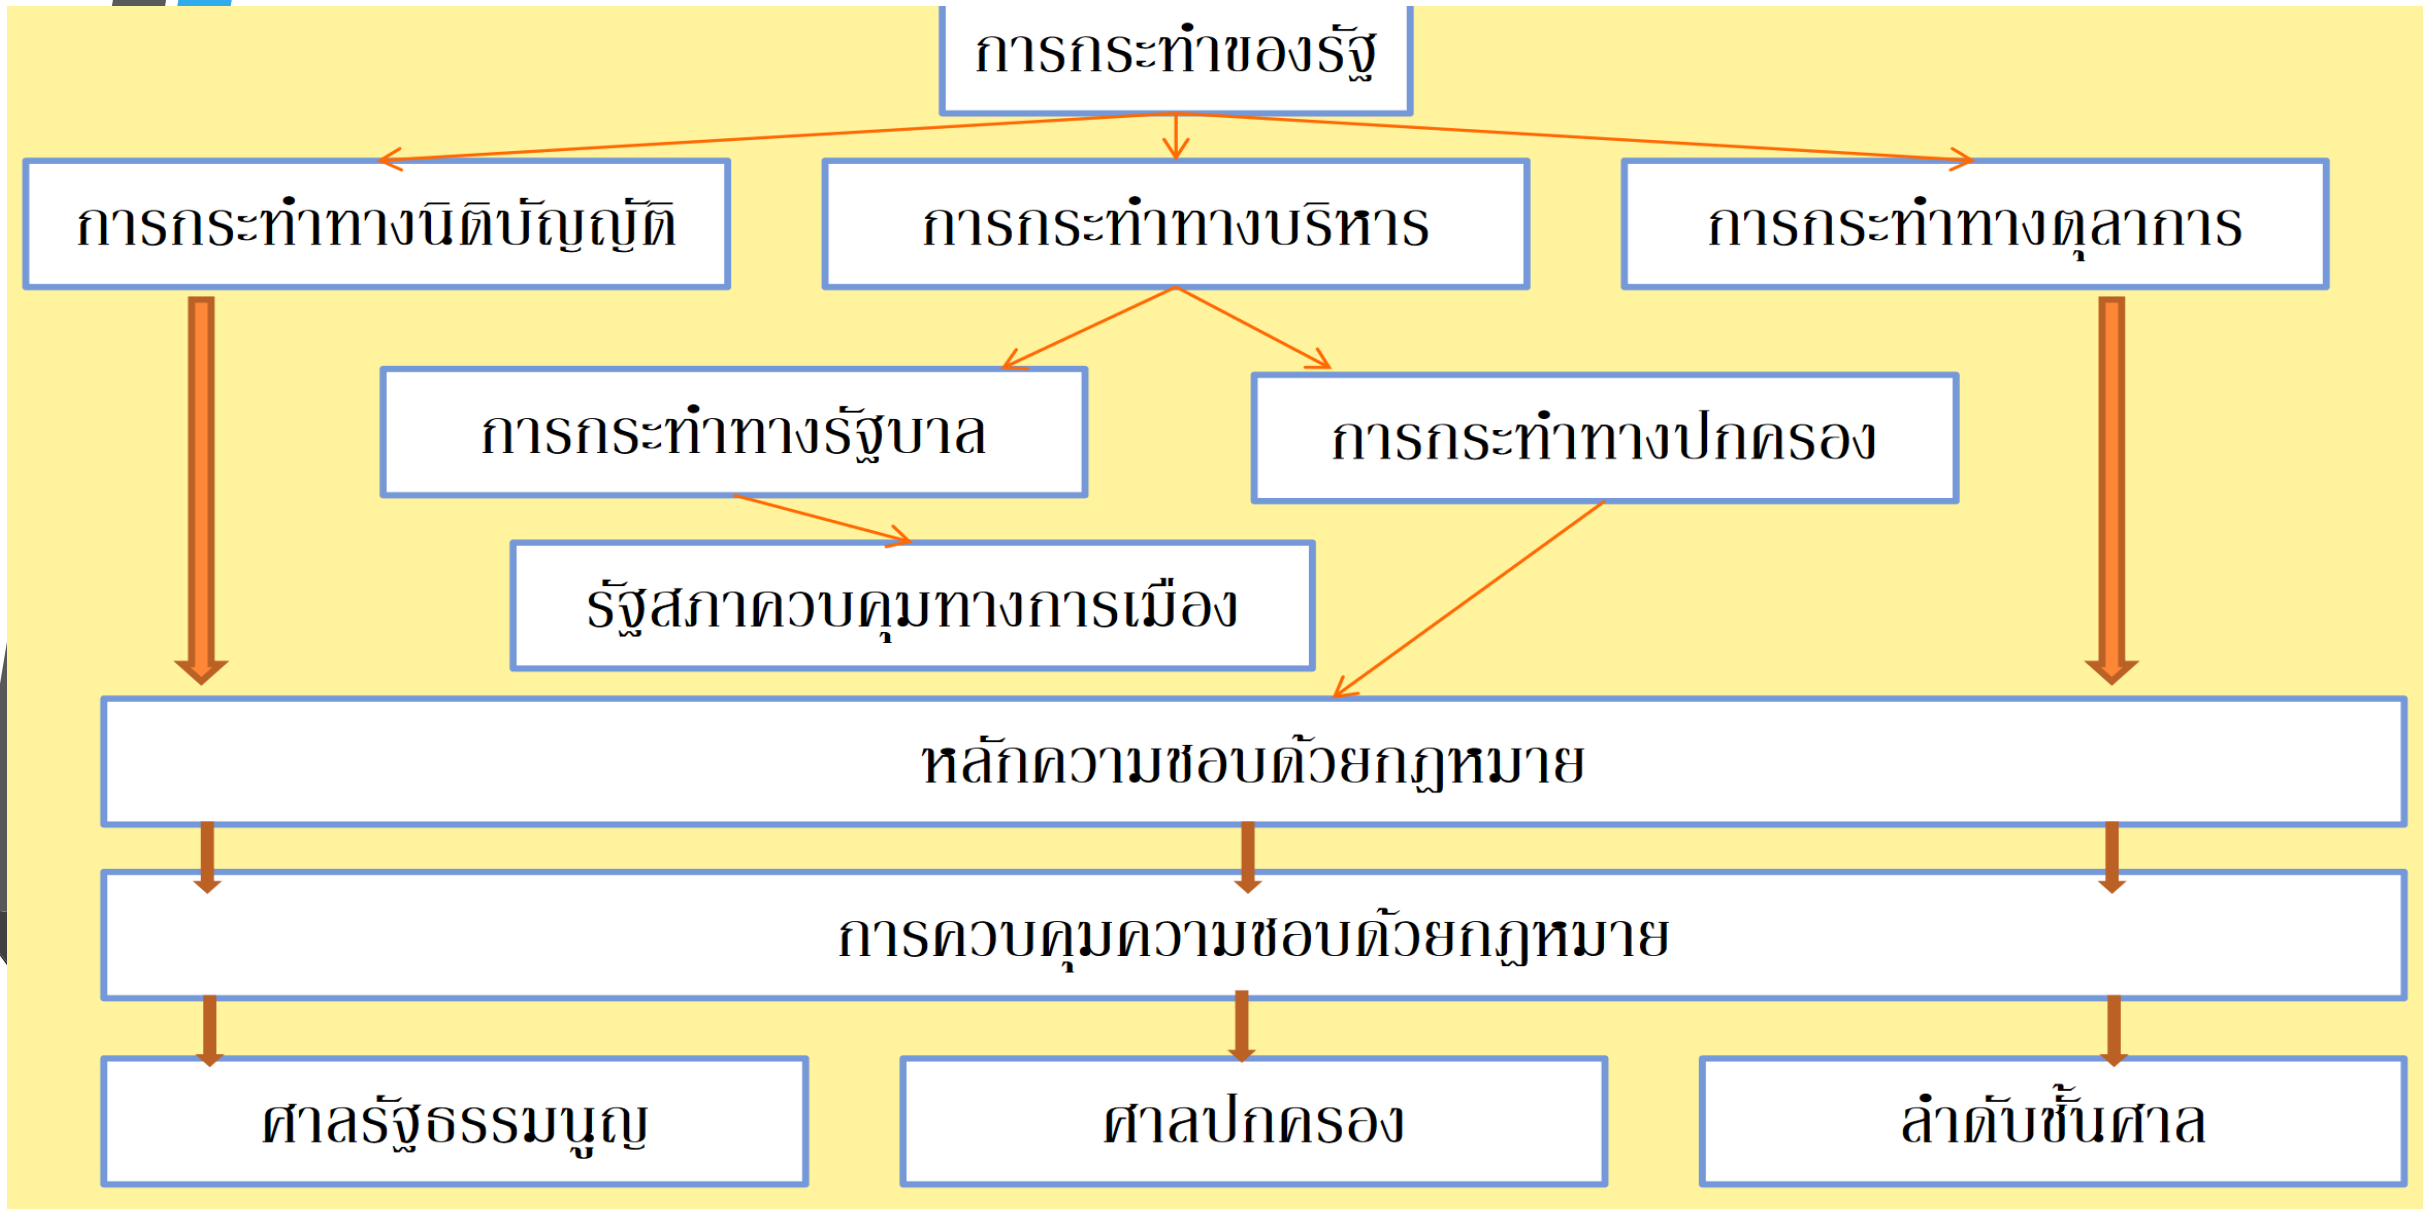 การกระทำของรัฐ
การกระทำทางนิติบัญญัติ
การกระทำทางบริหาร
การกระทำทางตุลาการ
การกระทำทางรัฐบาล
การกระทำทางปกครอง
รัฐสภาควบคุมทางการเมือง
หลักความชอบด้วยกฎหมาย
การควบคุมความชอบด้วยกฎหมาย
ศาลรัฐธรรมนูญ
ศาลปกครอง
ลำดับชั้นศาล